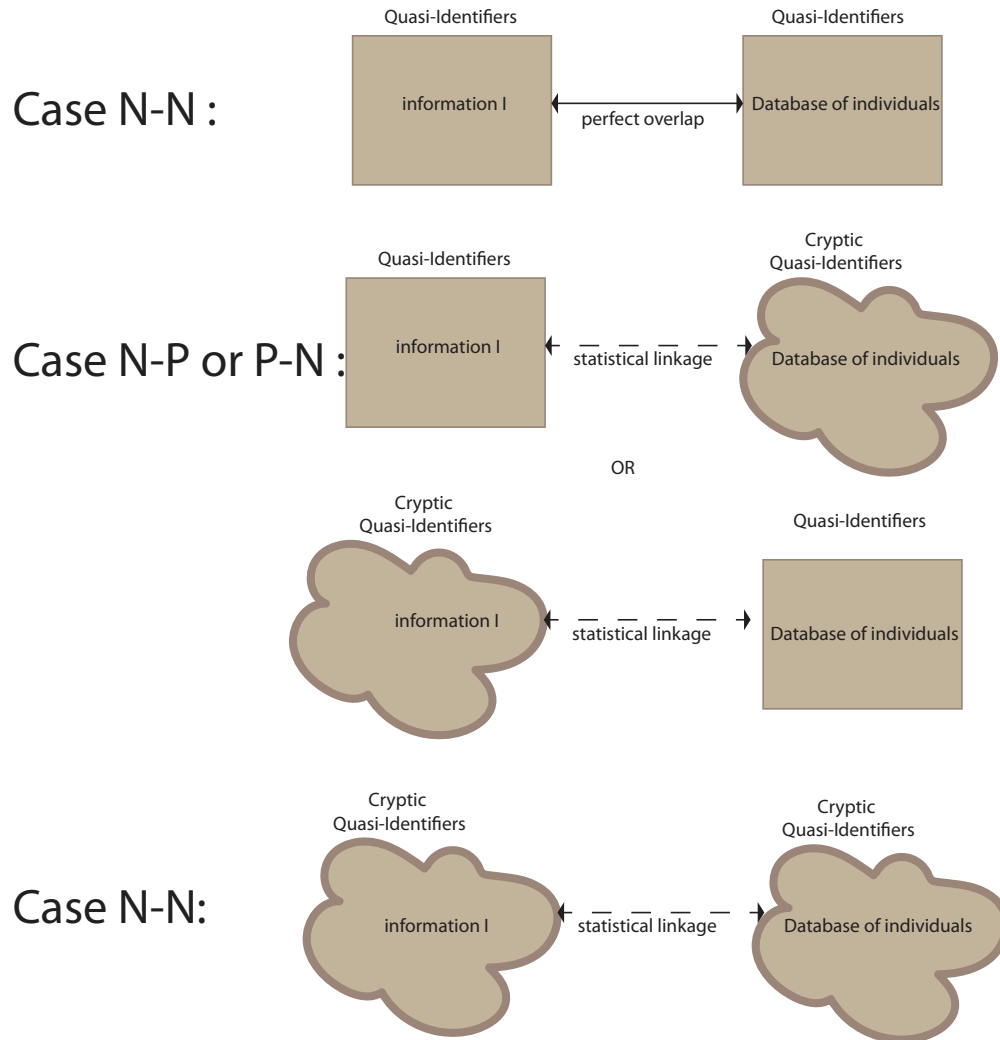 Quasi-Identifiers
Quasi-Identifiers
Case N-N :
information I
perfect overlap
Database of individuals
Quasi-Identifiers
Cryptic
Quasi-Identifiers
Case N-P or P-N :
information I
statistical linkage
Database of individuals
OR
Cryptic
Quasi-Identifiers
Quasi-Identifiers
information I
statistical linkage
Database of individuals
Cryptic
Quasi-Identifiers
Cryptic
Quasi-Identifiers
Case N-N:
information I
statistical linkage
Database of individuals